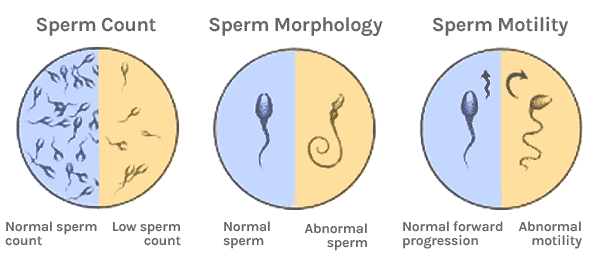 Sperm Count
Sperm Morphology
Sperm Motility
Normal sperm
count
Low sperm
count
Normal
sperm
Abnormal
sperm
Normal forward
progression
Abnormal
motility